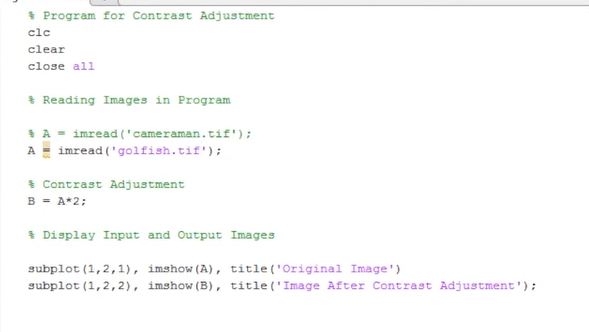 % Program for Contrast Adjustment
clc
clear
close all
% Reading Images in Program
% A = imread('cameraman.tif');
A = imread('golfish.tif');
% Contrast Adjustment
B = A*2;
% Display Input and Output Images
subplot(1,2,1), imshow(A), title('Original Image')
subplot(1,2,2), imshow(B), title('Image After Contrast Adjustment');